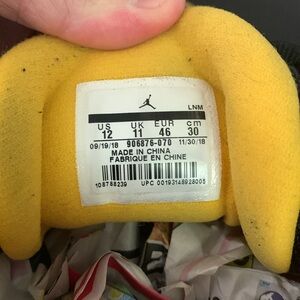 LNM
US UK EUR cm
12 11 46 30
09/19/18 906876-070 11/30/18
MADE IN CHINA
FABRIQUE EN CHINE
108788239 UPC 00193145928005